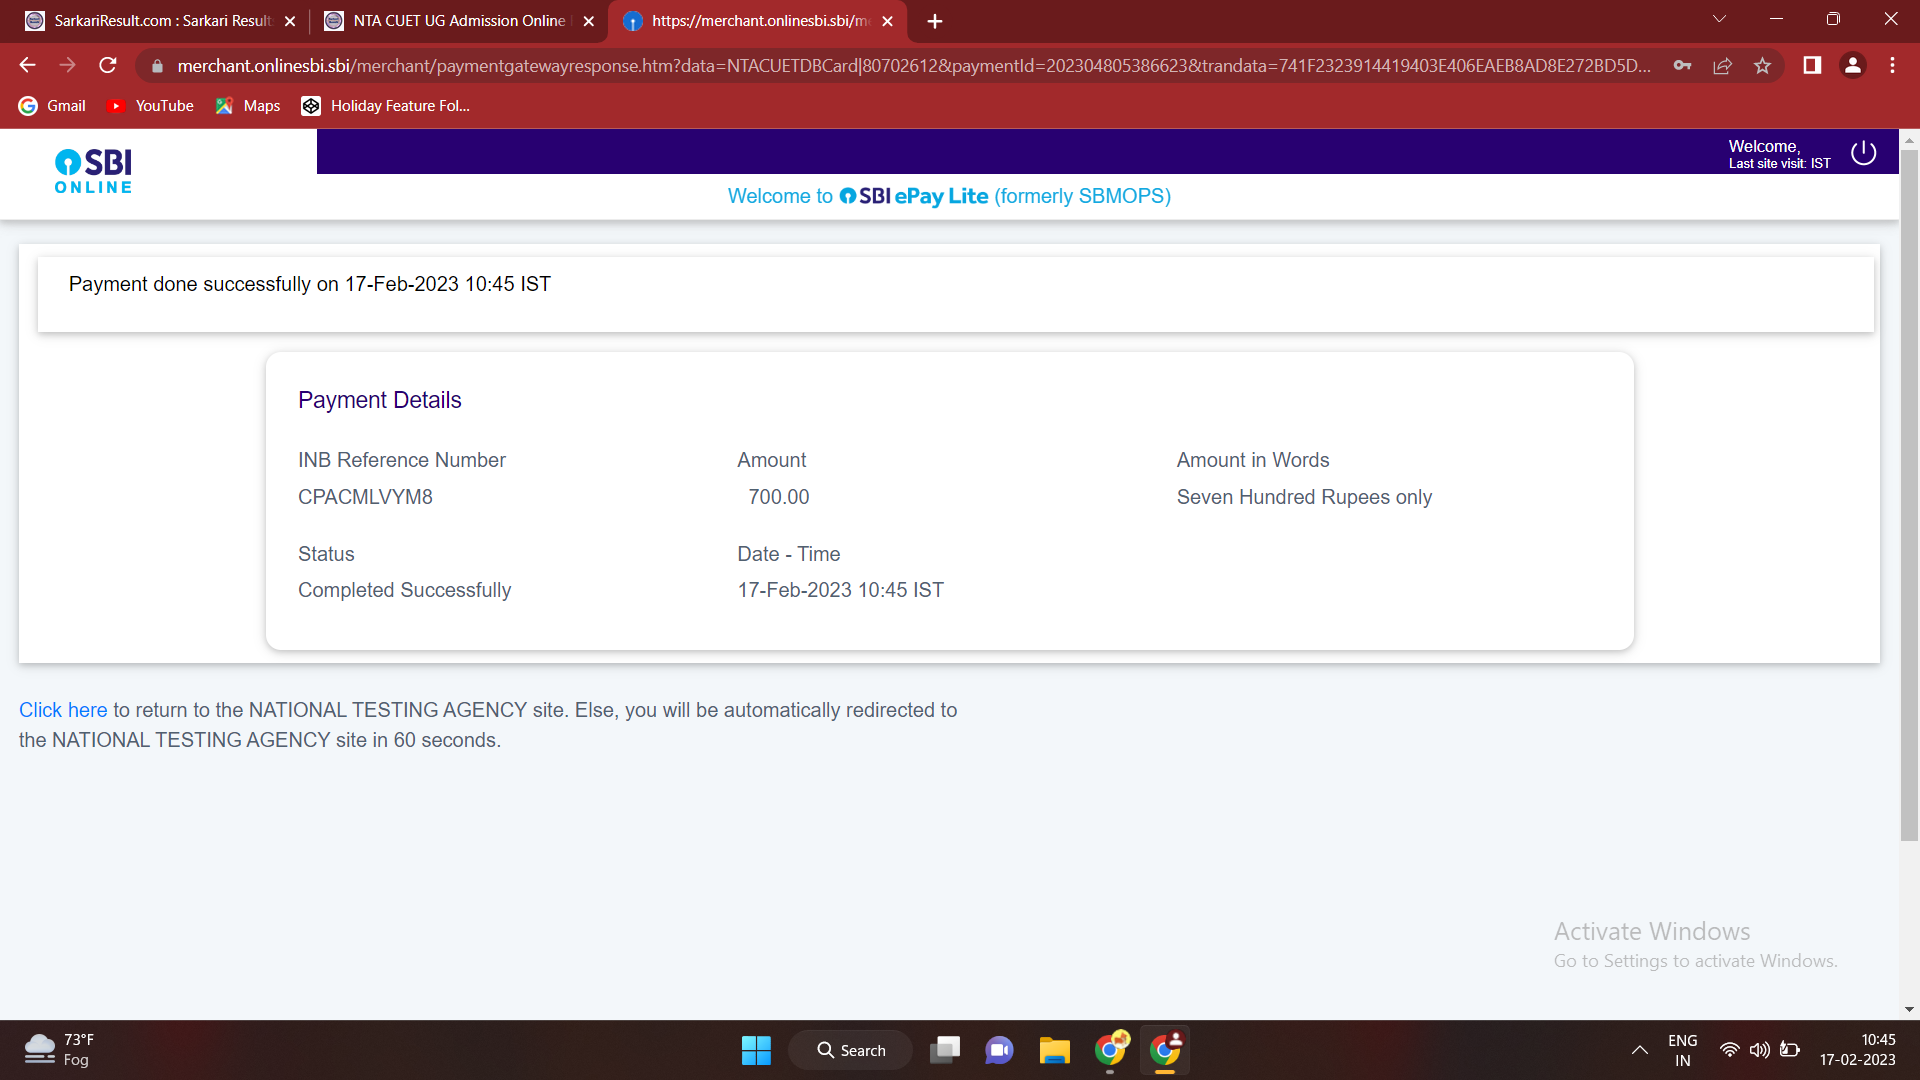 SarkariResult.com : Sarkari Result
NTA CUET UG Admission Online
https://merchant.onlinesbi.sbi/me
merchant.onlinesbi.sbi/merchant/paymentgatewayresponse.htm?data=NTACUETDBCard|80702612&paymentId=202304805386623&trandata=741F2323914419403E406EAEB8AD8E272BD5D...
Gmail
YouTube
Maps
Holiday Feature Fol...
SBI
ONLINE
Welcome,
Last site visit: IST
Welcome to SBI ePay Lite (formerly SBMOPS)
Payment done successfully on 17-Feb-2023 10:45 IST
Payment Details
INB Reference Number Amount Amount in Words
CPACMLVYM8 700.00 Seven Hundred Rupees only
Status Date - Time
Completed Successfully 17-Feb-2023 10:45 IST
Click here to return to the NATIONAL TESTING AGENCY site. Else, you will be automatically redirected to
the NATIONAL TESTING AGENCY site in 60 seconds.
Activate Windows
Go to Settings to activate Windows.
73°F
Fog
Search
ENG
IN
10:45
17-02-2023